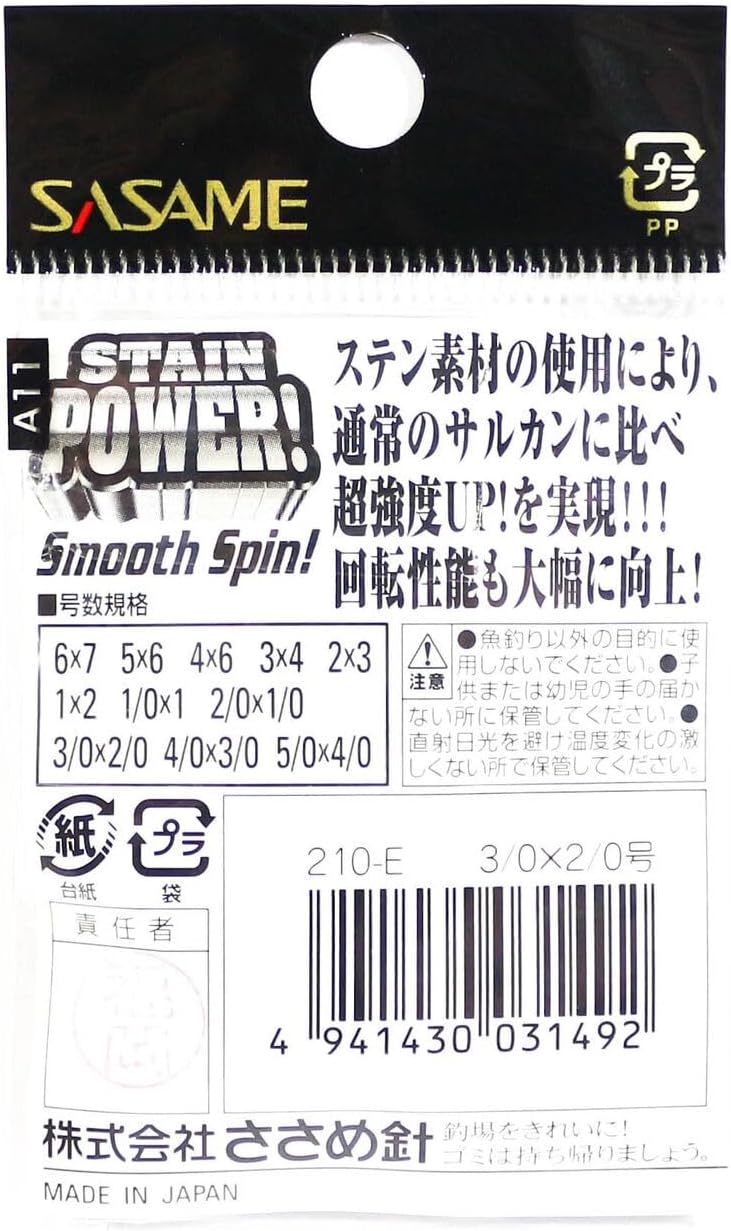 SASAME
プラ
PP
A11
STAIN
POWER!
Smooth Spin!
ステン素材の使用により、
通常のサルカンに比べ
超強度UP!を実現!!!
回転性能も大幅に向上!
■号数規格
6×7 5×6 4×6 3×4 2×3
1×2 1/0×1 2/0×1/0
3/0×2/0 4/0×3/0 5/0×4/0
注意
●魚釣り以外の目的に使
用しないでください。●子
供または幼児の手の届か
ない所に保管してください。●
直射日光を避け温度変化の激
しくない所で保管してください。
紙
台紙
プラ
袋
責任者
210-E 3/0×2/0号
4 941430 031492
株式会社ささめ針
釣場をきれいに!
ゴミは持ち帰りましょう。
MADE IN JAPAN